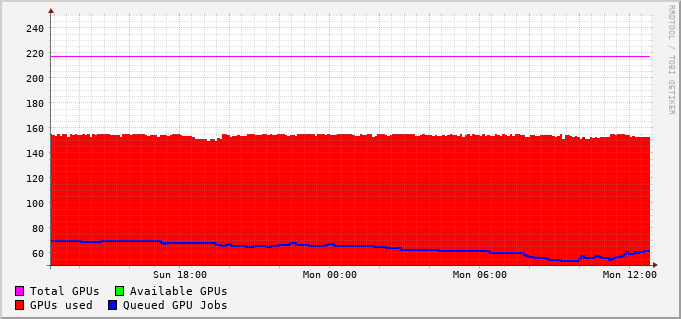 RRDTOOL / TOBI OETIKER
240
220
200
180
160
140
120
100
80
60
Sun 18:00 Mon 00:00 Mon 06:00 Mon 12:00
Total GPUs Available GPUs
GPUs used Queued GPU Jobs